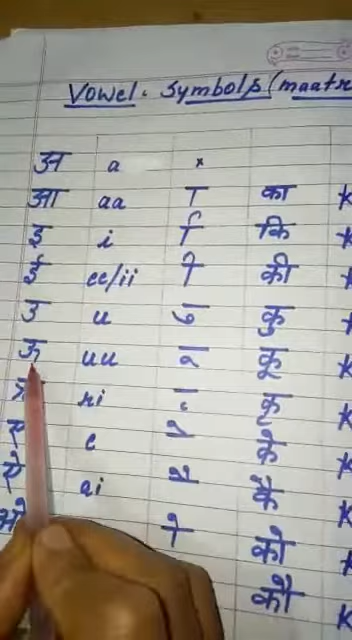 Vowel. Symbols (maatr
अ a ×
आ aa ा का K
इ i ि कि K
ई ee/ii ी की K
उ u ु कु K
ऊ uu ू कू K
ri ृ कृ K
ए e े के K
ऐ ai ै कै K
ओ ो को K
कौ K